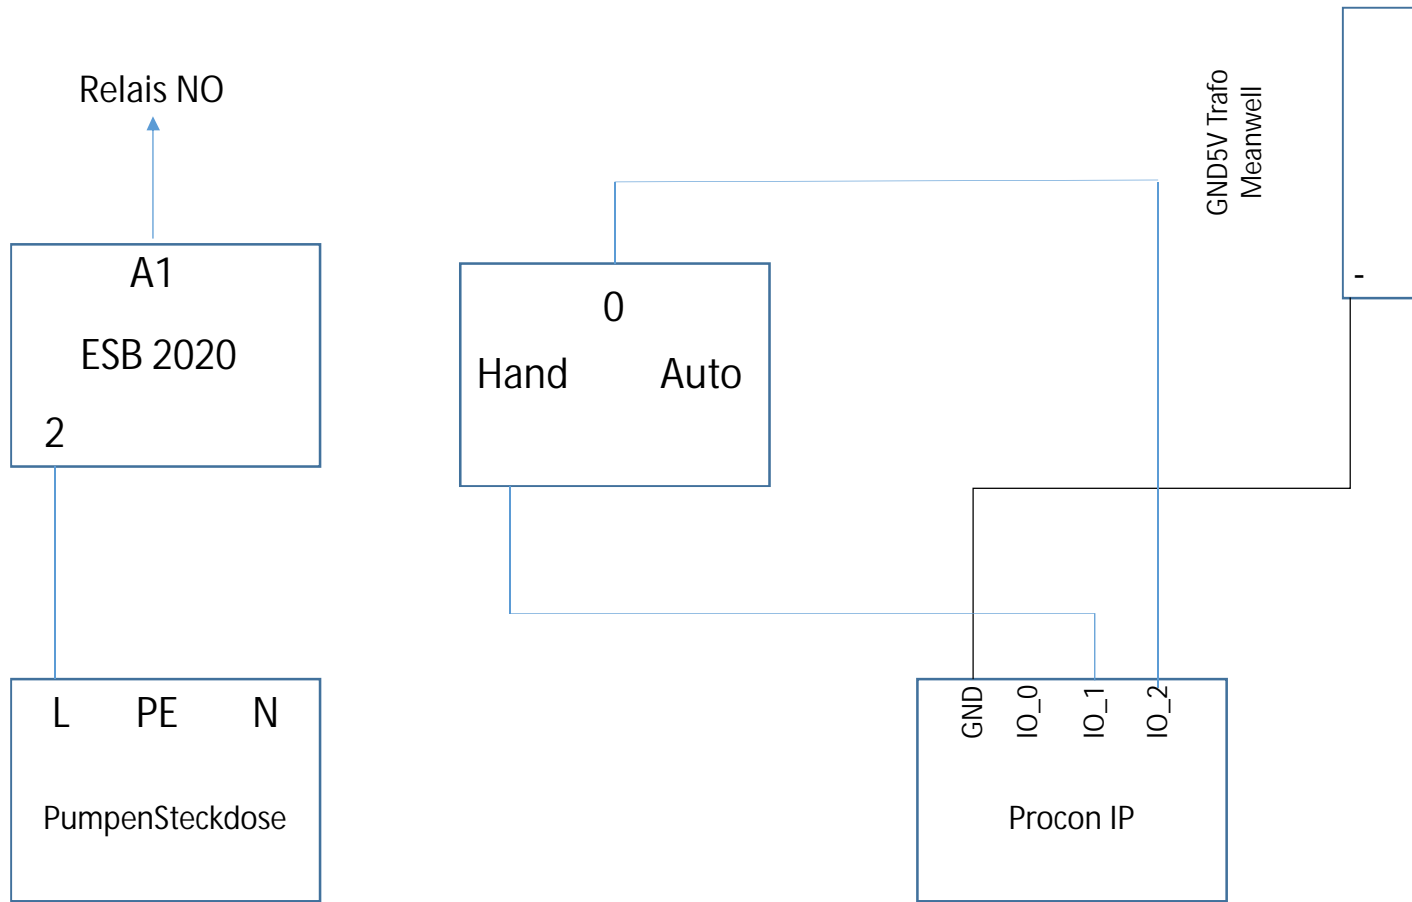 Relais NO
GND5V Trafo
Meanwell
A1
ESB 2020
2
0
Hand Auto
-
L PE N
PumpenSteckdose
GND
IO_0
IO_1
IO_2
Procon IP